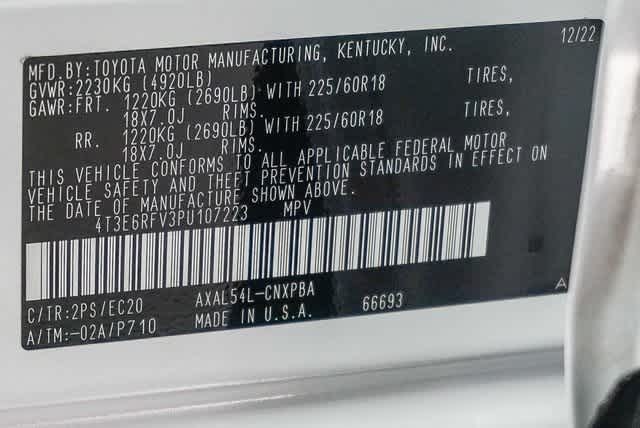 MFD.BY:TOYOTA MOTOR MANUFACTURING, KENTUCKY, INC. 12/22
GVWR:2230KG (4920LB)
GAWR:FRT. 1220KG (2690LB) WITH 225/60R18 TIRES,
18X7.0J RIMS.
RR. 1220KG (2690LB) WITH 225/60R18 TIRES,
18X7.0J RIMS.
THIS VEHICLE CONFORMS TO ALL APPLICABLE FEDERAL MOTOR
VEHICLE SAFETY AND THEFT PREVENTION STANDARDS IN EFFECT ON
THE DATE OF MANUFACTURE SHOWN ABOVE.
4T3E6RFV3PU107223 MPV
C/TR:2PS/EC20 AXAL54L-CNXPBA A
A/TM:-02A/P710 MADE IN U.S.A. 66693